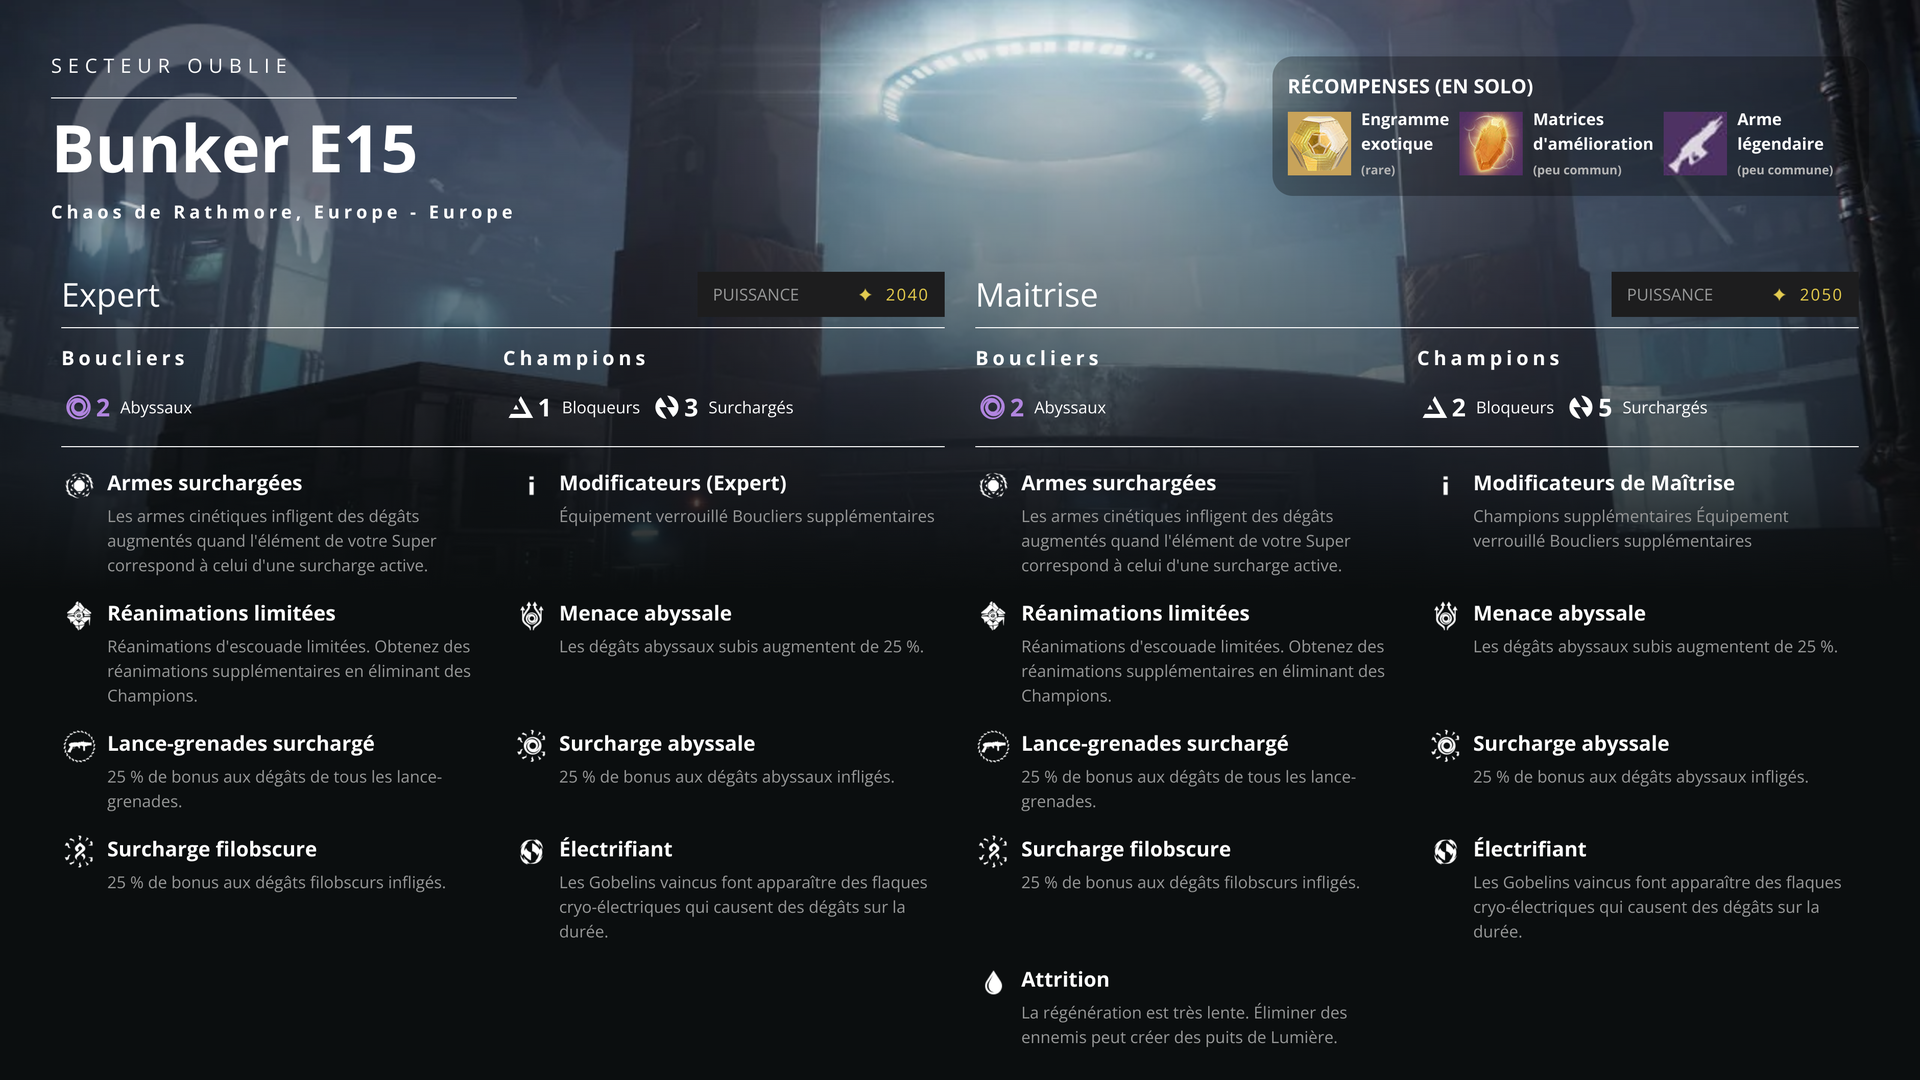 SECTEUR OUBLIE
Bunker E15
Chaos de Rathmore, Europe - Europe
RÉCOMPENSES (EN SOLO)
Engramme
exotique
(rare)
Matrices
d'amélioration
(peu commun)
Arme
légendaire
(peu commune)
Expert
PUISSANCE 2040
Boucliers
2 Abyssaux
Champions
1 Bloqueurs 3 Surchargés
Armes surchargées
Les armes cinétiques infligent des dégâts
augmentés quand l'élément de votre Super
correspond à celui d'une surcharge active.
Modificateurs (Expert)
Équipement verrouillé Boucliers supplémentaires
Réanimations limitées
Réanimations d'escouade limitées. Obtenez des
réanimations supplémentaires en éliminant des
Champions.
Menace abyssale
Les dégâts abyssaux subis augmentent de 25 %.
Lance-grenades surchargé
25 % de bonus aux dégâts de tous les lance-
grenades.
Surcharge abyssale
25 % de bonus aux dégâts abyssaux infligés.
Surcharge filobscure
25 % de bonus aux dégâts filobscurs infligés.
Électrifiant
Les Gobelins vaincus font apparaître des flaques
cryo-électriques qui causent des dégâts sur la
durée.
Maitrise
PUISSANCE 2050
Boucliers
2 Abyssaux
Champions
2 Bloqueurs 5 Surchargés
Armes surchargées
Les armes cinétiques infligent des dégâts
augmentés quand l'élément de votre Super
correspond à celui d'une surcharge active.
Modificateurs de Maîtrise
Champions supplémentaires Équipement
verrouillé Boucliers supplémentaires
Réanimations limitées
Réanimations d'escouade limitées. Obtenez des
réanimations supplémentaires en éliminant des
Champions.
Menace abyssale
Les dégâts abyssaux subis augmentent de 25 %.
Lance-grenades surchargé
25 % de bonus aux dégâts de tous les lance-
grenades.
Surcharge abyssale
25 % de bonus aux dégâts abyssaux infligés.
Surcharge filobscure
25 % de bonus aux dégâts filobscurs infligés.
Électrifiant
Les Gobelins vaincus font apparaître des flaques
cryo-électriques qui causent des dégâts sur la
durée.
Attrition
La régénération est très lente. Éliminer des
ennemis peut créer des puits de Lumière.